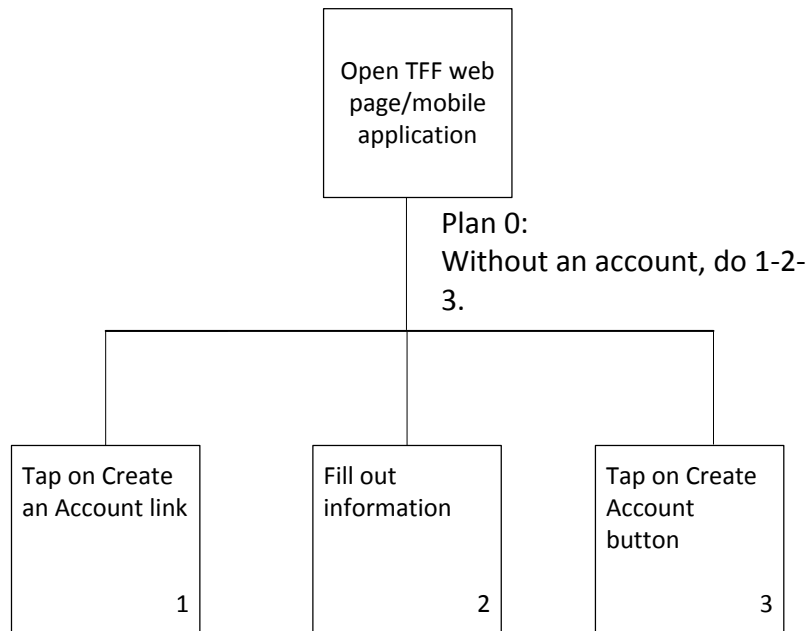 Open TFF web
page/mobile
application
Plan 0:
Without an account, do 1-2-
3.
Tap on Create
an Account link
1
Fill out
information
2
Tap on Create
Account
button
3